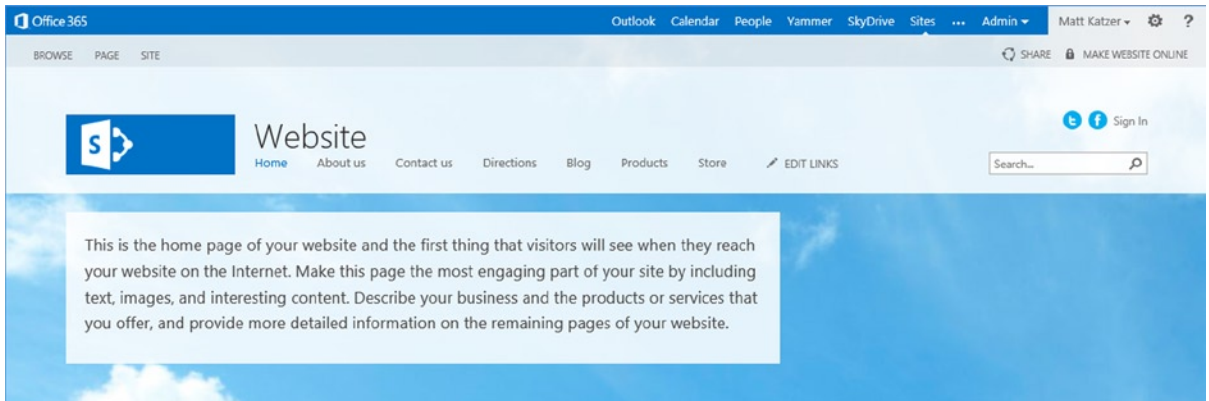 Office 365 Outlook Calendar People Yammer SkyDrive Sites ... Admin Matt Katzer ?
BROWSE PAGE SITE SHARE MAKE WEBSITE ONLINE
S Website Sign In
Home About us Contact us Directions Blog Products Store EDIT LINKS Search...
This is the home page of your website and the first thing that visitors will see when they reach
your website on the Internet. Make this page the most engaging part of your site by including
text, images, and interesting content. Describe your business and the products or services that
you offer, and provide more detailed information on the remaining pages of your website.